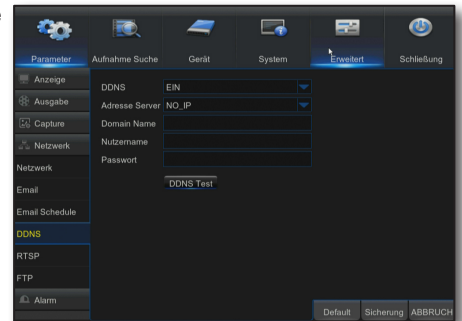 Parameter Aufnahme Suche Gerät System Erweitert Schließung
Anzeige
Ausgabe
Capture
Netzwerk
Netzwerk
Email
Email Schedule
DDNS
RTSP
FTP
Alarm
DDNS EIN
Adresse Server NO_IP
Domain Name
Nutzername
Passwort
DDNS Test
Default Sicherung ABBRUCH